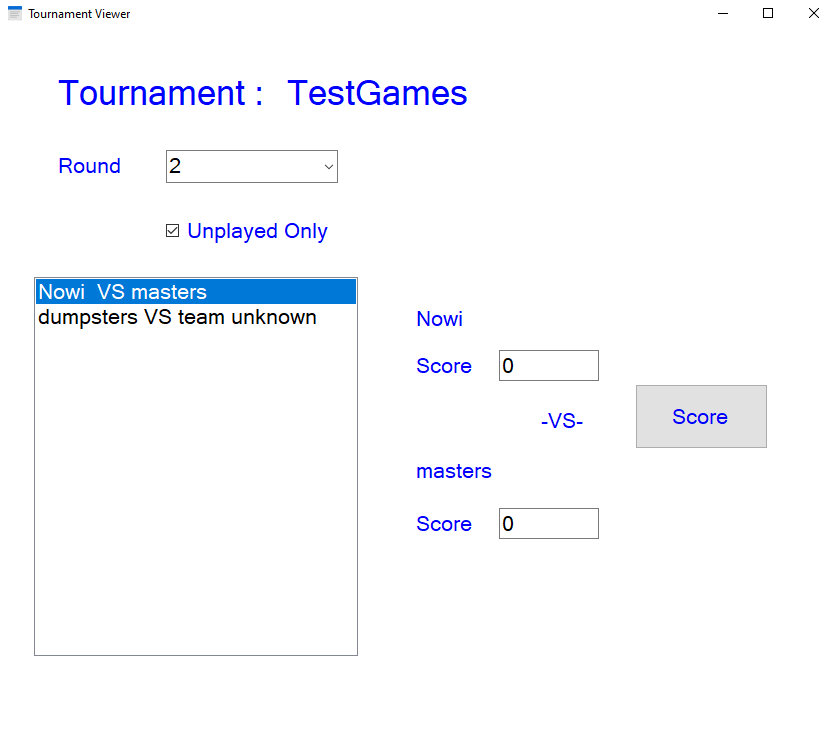 Tournament Viewer
Tournament : TestGames
Round 2
Unplayed Only
Nowi  VS masters
dumpsters VS team unknown
Nowi
Score 0
-VS-
Score
masters
Score 0